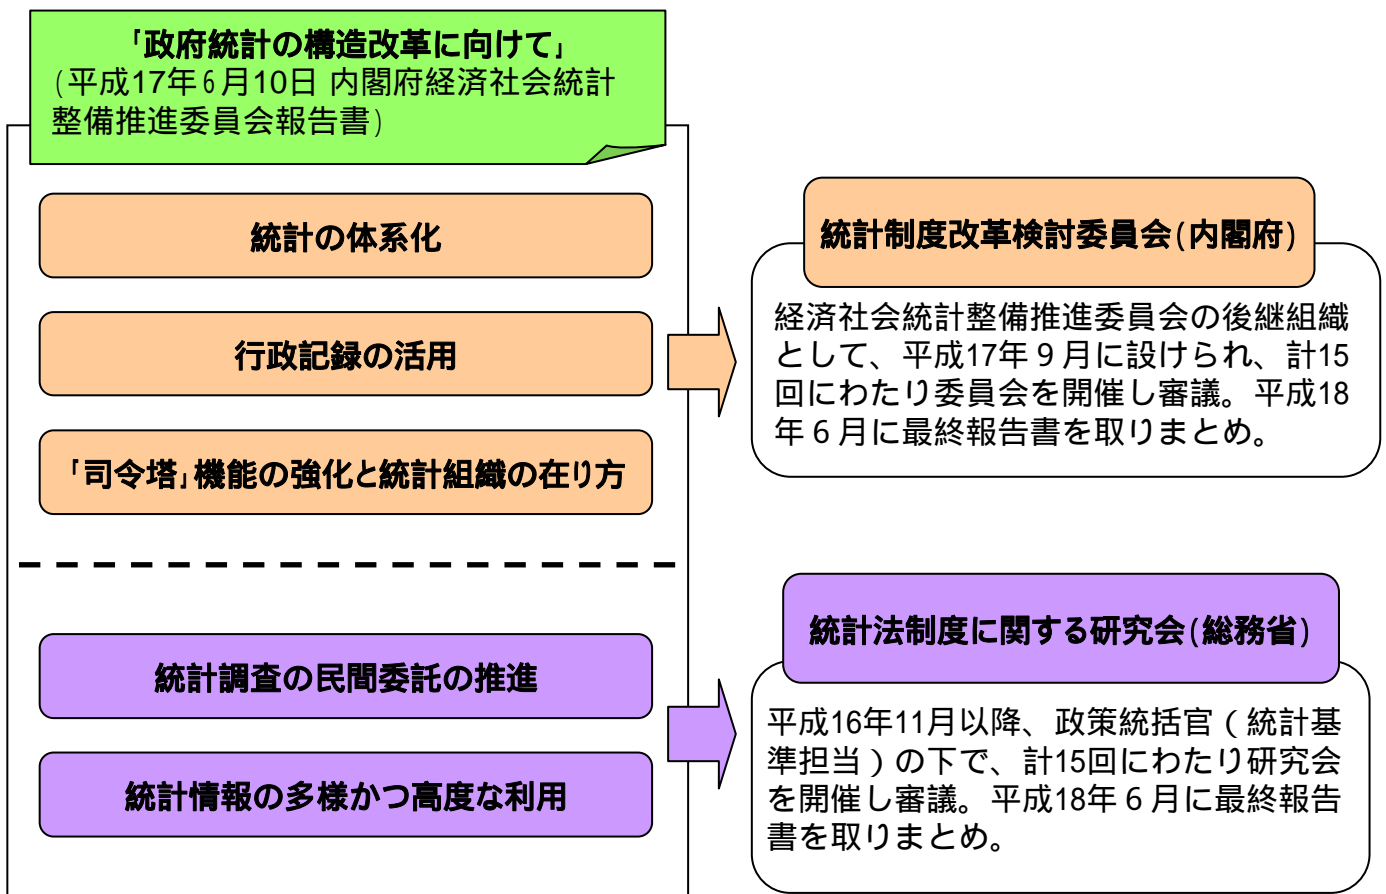 「政府統計の構造改革に向けて」
(平成17年6月10日 内閣府経済社会統計
整備推進委員会報告書)
統計の体系化
行政記録の活用
「司令塔」機能の強化と統計組織の在り方
統計調査の民間委託の推進
統計情報の多様かつ高度な利用
統計制度改革検討委員会(内閣府)
経済社会統計整備推進委員会の後継組織
として、平成17年９月に設けられ、計15
回にわたり委員会を開催し審議。平成18
年６月に最終報告書を取りまとめ。
統計法制度に関する研究会(総務省)
平成16年11月以降、政策統括官（統計基
準担当）の下で、計15回にわたり研究会
を開催し審議。平成18年６月に最終報告
書を取りまとめ。